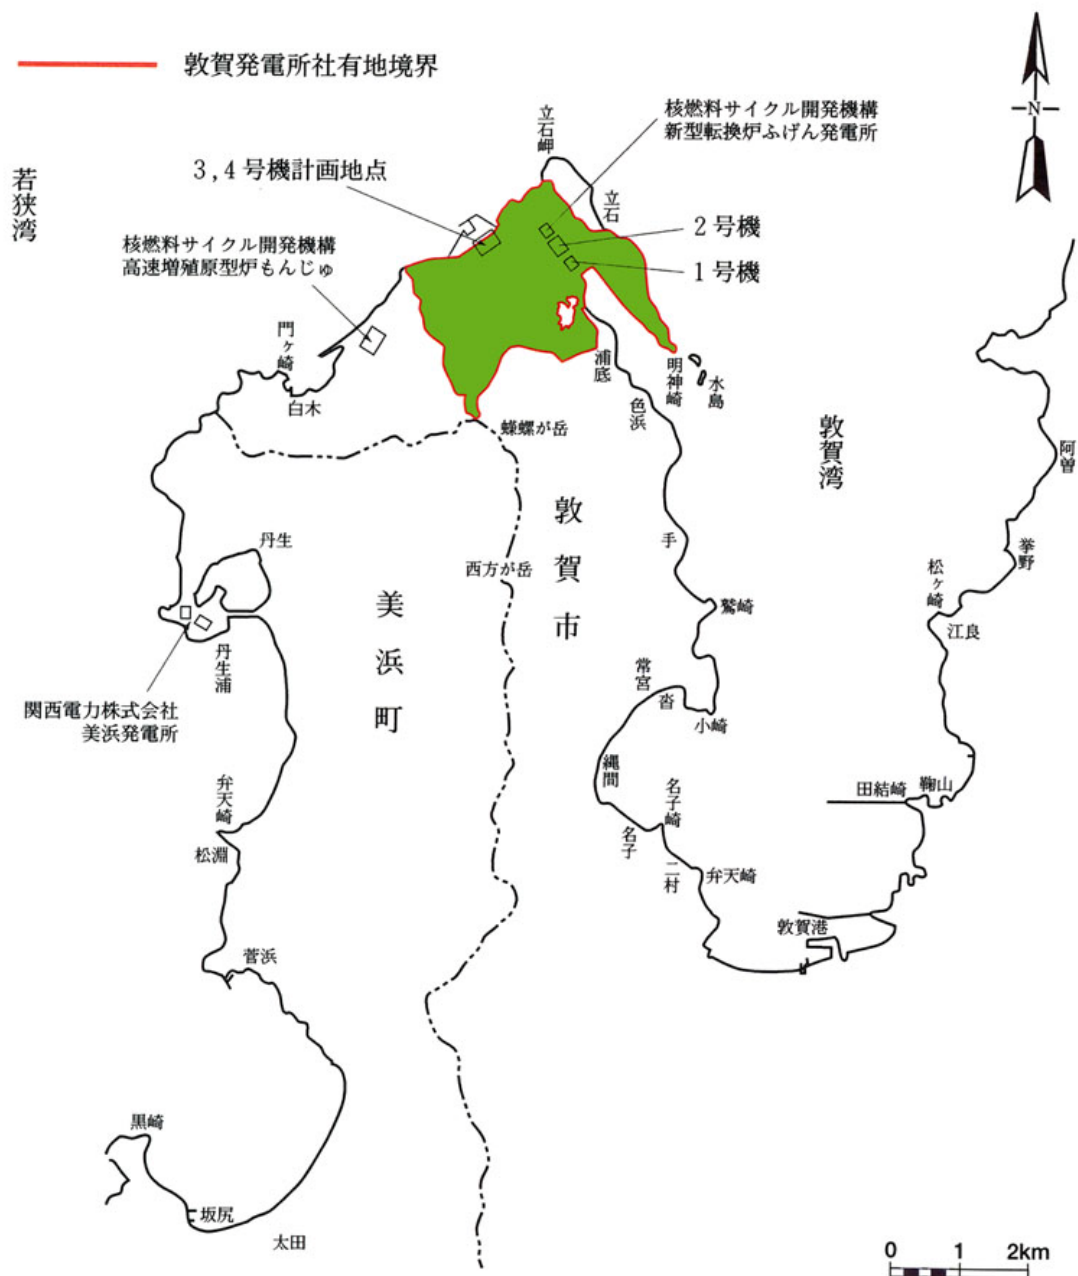 敦賀発電所社有地境界
N
若狭湾
立石岬
核燃料サイクル開発機構
新型転換炉ふげん発電所
3,4号機計画地点
立石
2号機
1号機
核燃料サイクル開発機構
高速増殖原型炉もんじゅ
門ヶ崎
白木
浦底
色浜
明神崎
水島
蠑螺が岳
敦賀湾
阿曽
敦賀市
手
挙野
丹生
西方が岳
美浜町
松ヶ崎
江良
鷲崎
丹生浦
常宮
沓
小崎
関西電力株式会社
美浜発電所
縄間
弁天崎
松淵
名子崎
名子
二村
弁天崎
田結崎
鞠山
敦賀港
菅浜
黒崎
坂尻
太田
0 1 2km